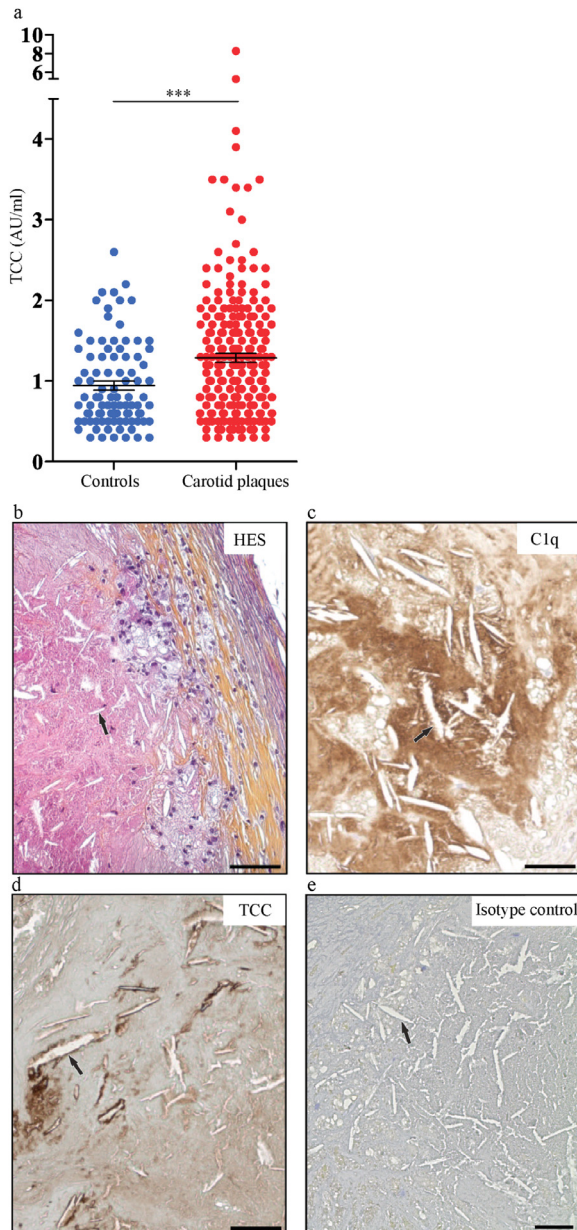 a
10
8
6
***
4
3
2
1
0
TCC (AU/ml)
Controls
Carotid plaques
b
HES
c
C1q
d
TCC
e
Isotype control